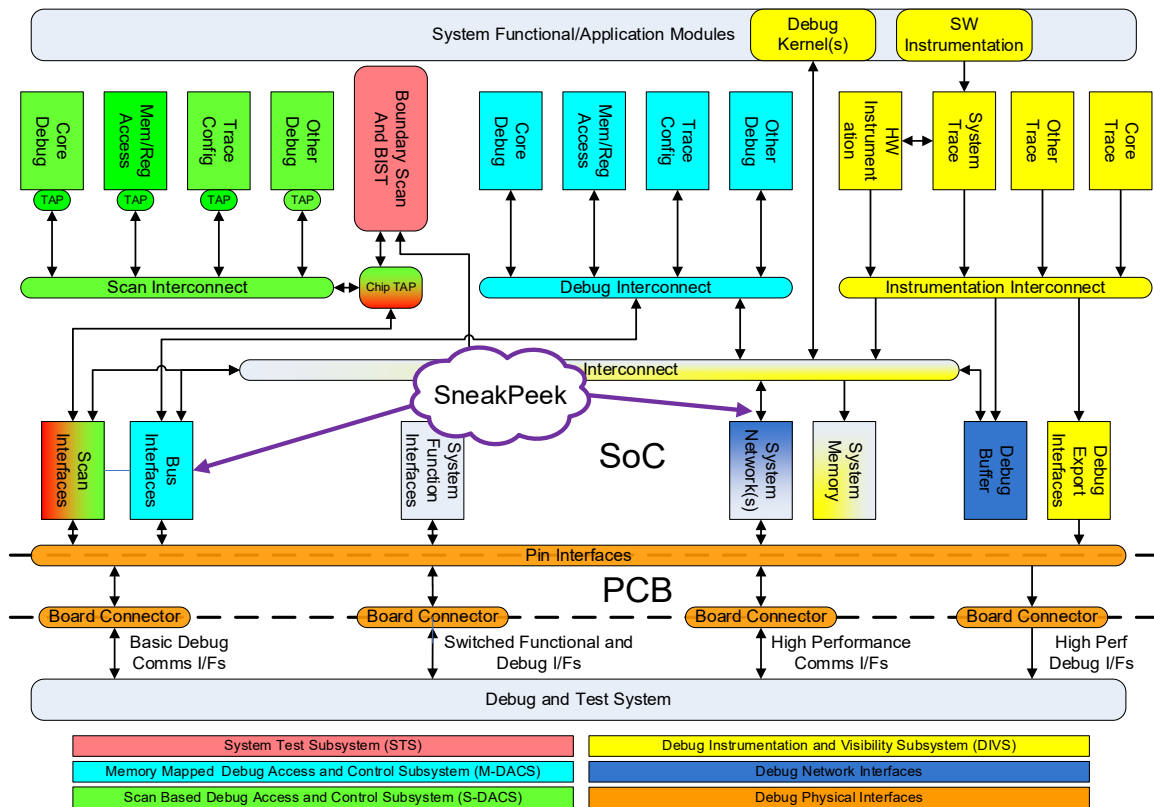 System Functional/Application Modules
Debug
Kernel(s)
SW
Instrumentation
Core
Debug
TAP
Mem/Reg
Access
TAP
Trace
Config
TAP
Other
Debug
TAP
Boundary Scan
And BIST
Core
Debug
Mem/Reg
Access
Trace
Config
Other
Debug
HW
Instrument
ation
System
Trace
Other
Trace
Core
Trace
Scan Interconnect
Chip TAP
Debug Interconnect
Instrumentation Interconnect
Interconnect
SneakPeek
Scan
Interfaces
Bus
Interfaces
System
Function
Interfaces
SoC
System
Network(s)
System
Memory
Debug
Buffer
Debug
Export
Interfaces
Pin Interfaces
PCB
Board Connector
Board Connector
Board Connector
Board Connector
Basic Debug
Comms I/Fs
Switched Functional and
Debug I/Fs
High Performance
Comms I/Fs
High Perf
Debug I/Fs
Debug and Test System
System Test Subsystem (STS)
Debug Instrumentation and Visibility Subsystem (DIVS)
Memory Mapped Debug Access and Control Subsystem (M-DACS)
Debug Network Interfaces
Scan Based Debug Access and Control Subsystem (S-DACS)
Debug Physical Interfaces